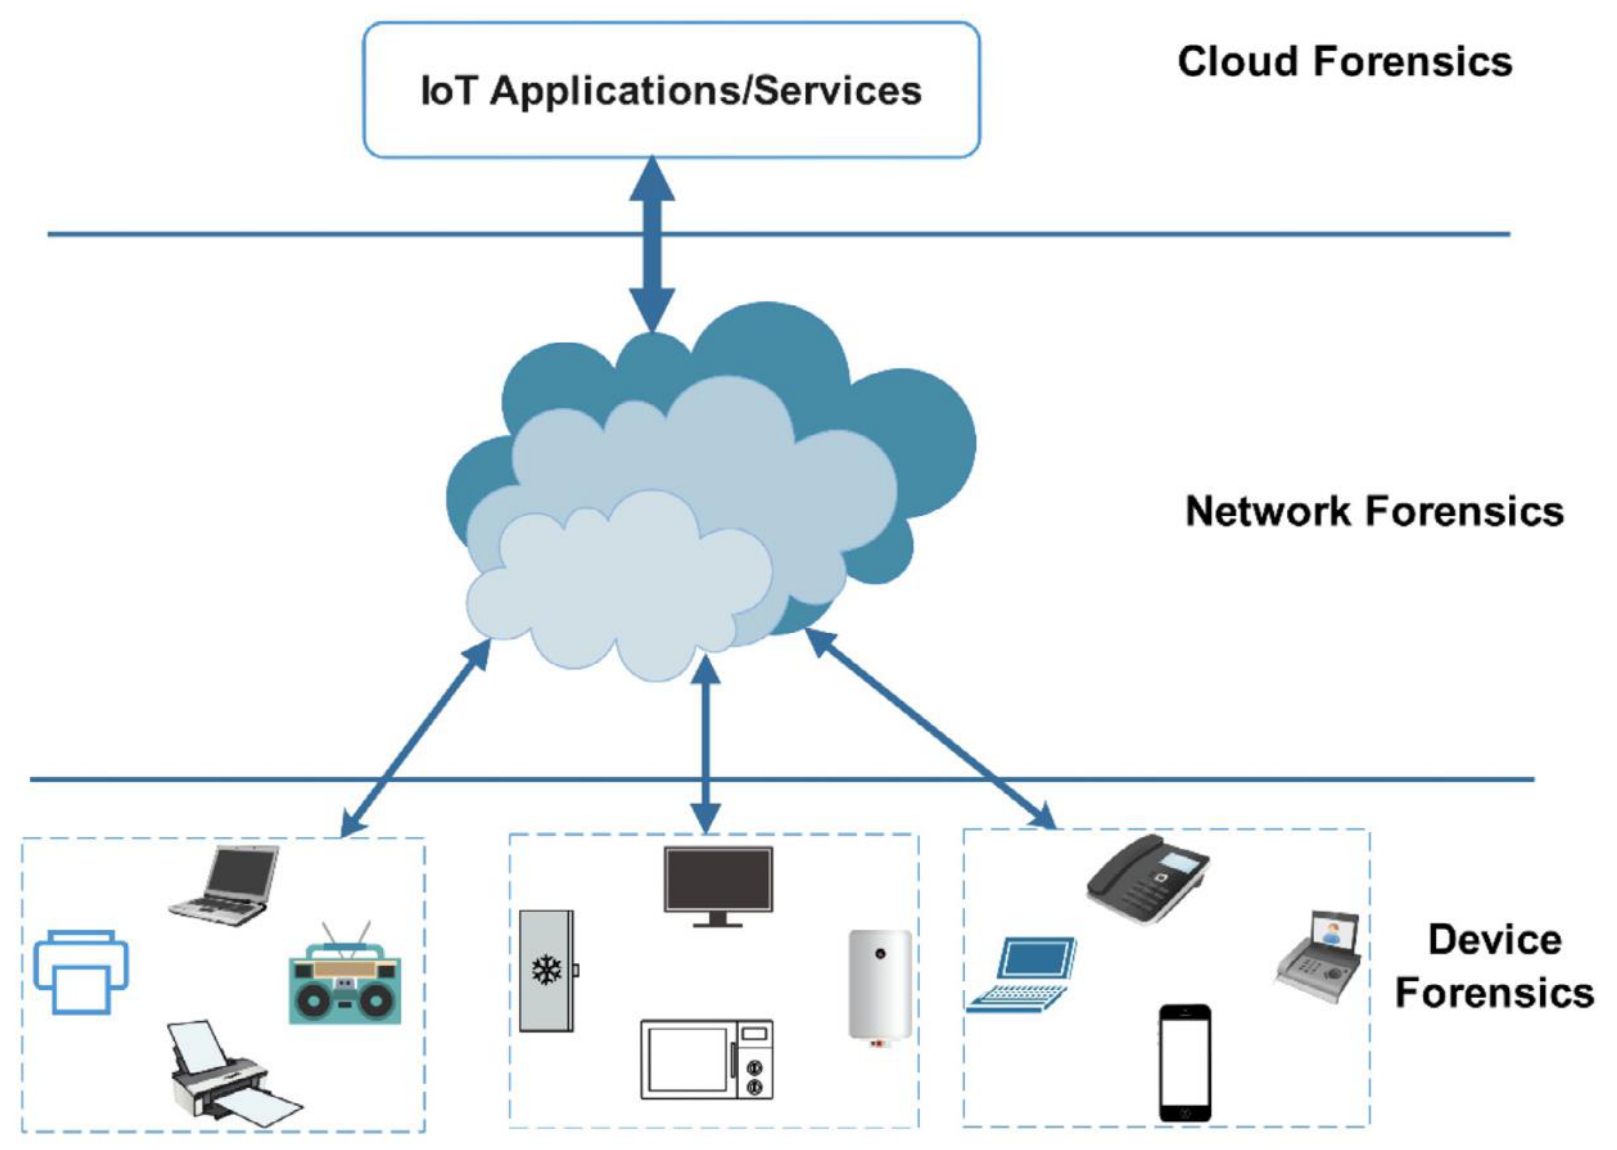 IoT Applications/Services
Cloud Forensics
Network Forensics
Device
Forensics